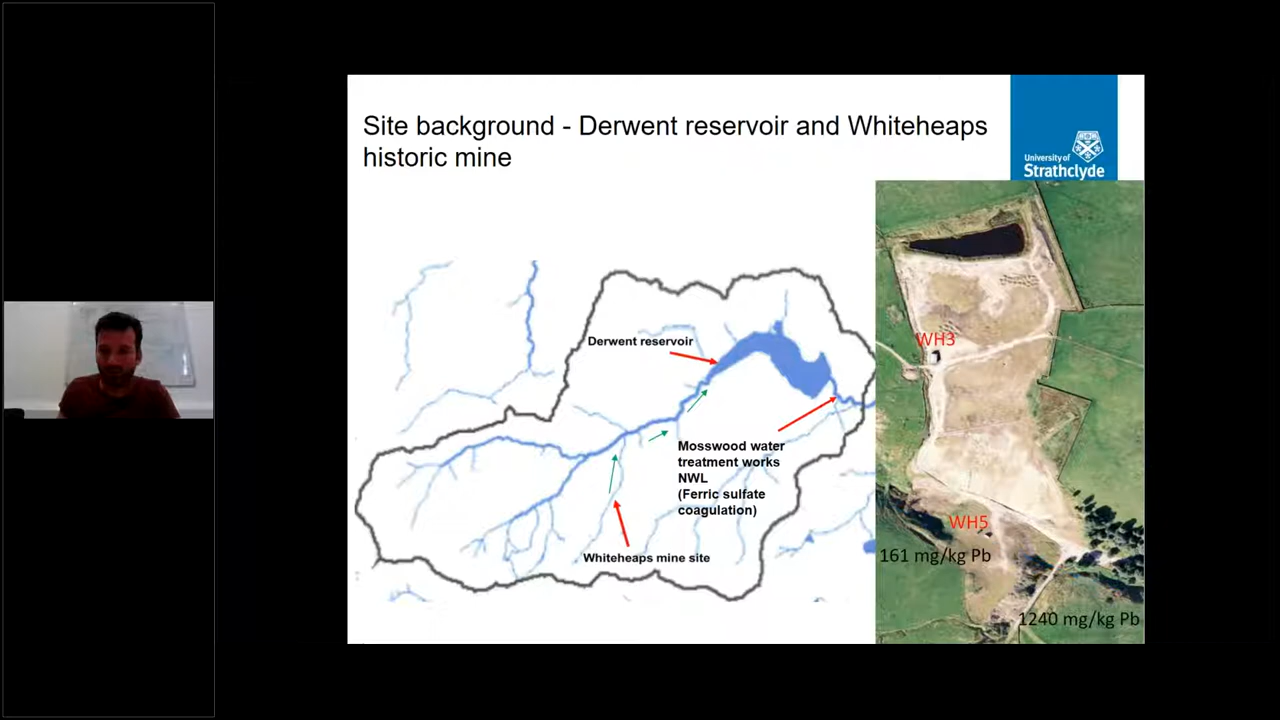 Site background - Derwent reservoir and Whiteheaps
historic mine
University of
Strathclyde
Derwent reservoir
Mosswood water
treatment works
NWL
(Ferric sulfate
coagulation)
Whiteheaps mine site
WH3
WH5
161 mg/kg Pb
1240 mg/kg Pb